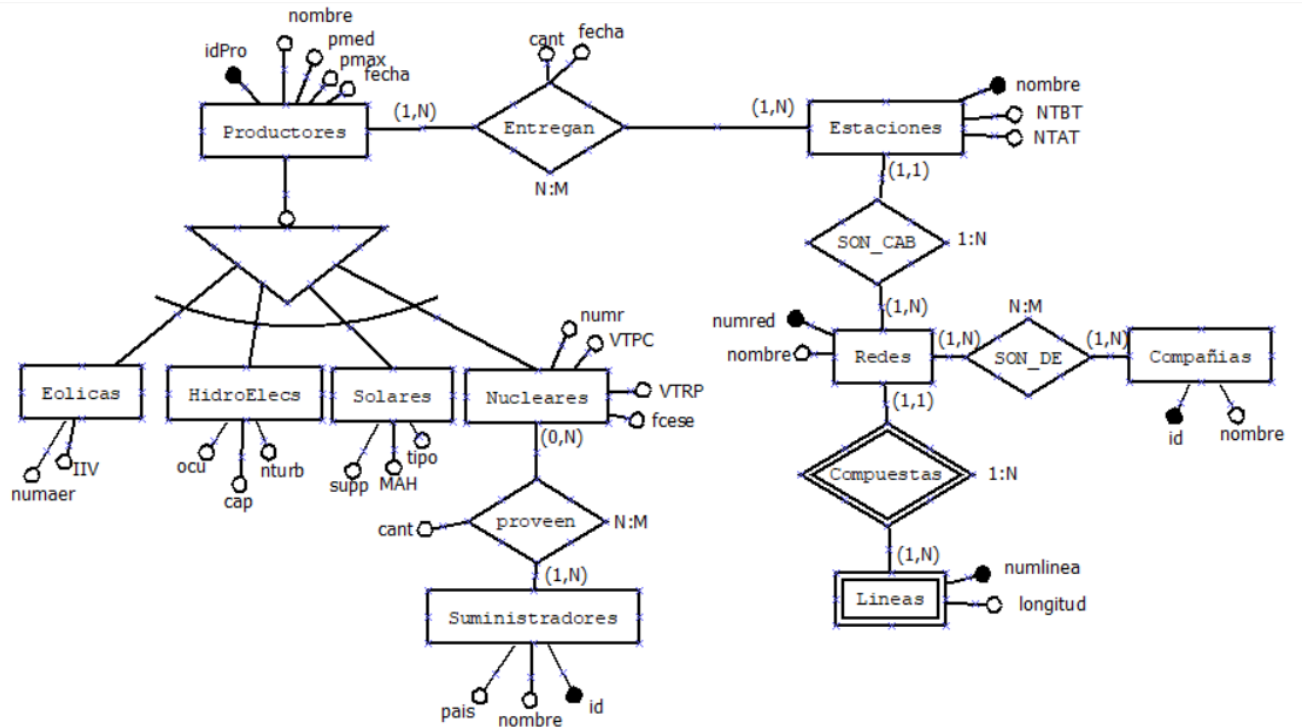 nombre
idPro
pmed
pmax
fecha
Productores
(1,N)
cant
fecha
Entregan
N:M
(1,N)
Estaciones
nombre
NTBT
NTAT
(1,1)
SON_CAB
1:N
(1,N)
numred
nombre
Redes
(1,N)
N:M
SON_DE
(1,N)
Compañias
id
nombre
(1,1)
Compuestas
1:N
(1,N)
Lineas
numlinea
longitud
Eolicas
numaer
IIV
HidroElecs
ocu
cap
nturb
Solares
supp
MAH
tipo
Nucleares
numr
VTPC
VTRP
fcese
(0,N)
cant
proveen
N:M
(1,N)
Suministradores
pais
nombre
id